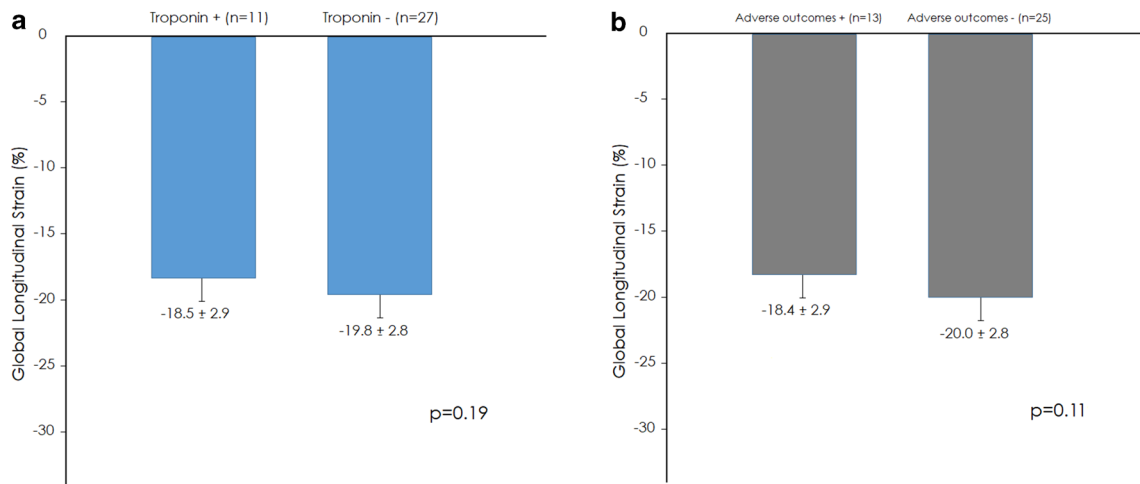 a
Troponin + (n=11) Troponin - (n=27)
0
-5
-10
-15
-20
-25
-30
Global Longitudinal Strain (%)
-18.5 ± 2.9
-19.8 ± 2.8
p=0.19
b
Adverse outcomes + (n=13) Adverse outcomes - (n=25)
0
-5
-10
-15
-20
-25
-30
Global Longitudinal Strain (%)
-18.4 ± 2.9
-20.0 ± 2.8
p=0.11